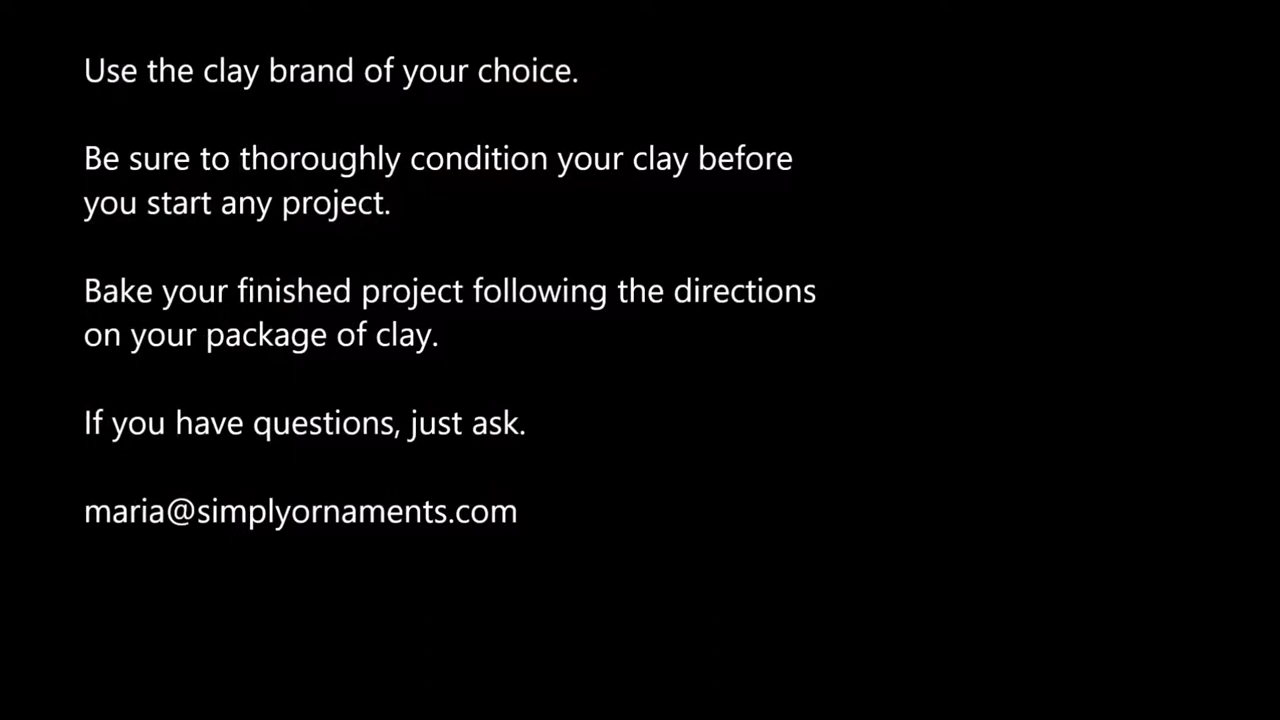 Use the clay brand of your choice.
Be sure to thoroughly condition your clay before
you start any project.
Bake your finished project following the directions
on your package of clay.
If you have questions, just ask.
maria@simplyornaments.com